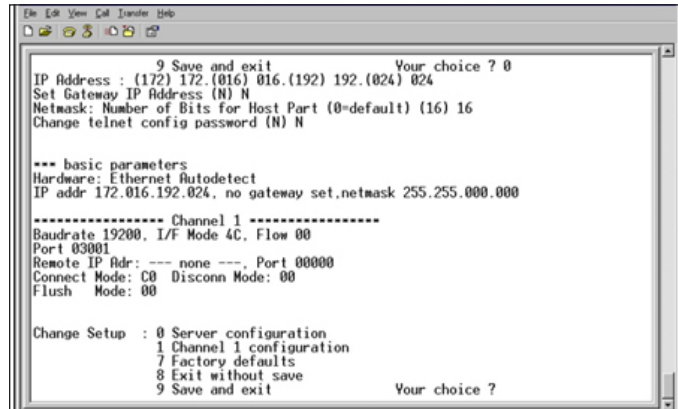 File Edit View Call Transfer Help
9 Save and exit Your choice ? 0
IP Address : (172) 172.(016) 016.(192) 192.(024) 024
Set Gateway IP Address (N) N
Netmask: Number of Bits for Host Part (0=default) (16) 16
Change telnet config password (N) N
*** basic parameters
Hardware: Ethernet Autodetect
IP addr 172.016.192.024, no gateway set,netmask 255.255.000.000
***************** Channel 1 *****************
Baudrate 19200, I/F Mode 4C, Flow 00
Port 03001
Remote IP Adr: --- none ---, Port 00000
Connect Mode: C0 Disconn Mode: 00
Flush Mode: 00
Change Setup : 0 Server configuration
1 Channel 1 configuration
7 Factory defaults
8 Exit without save
9 Save and exit Your choice ?